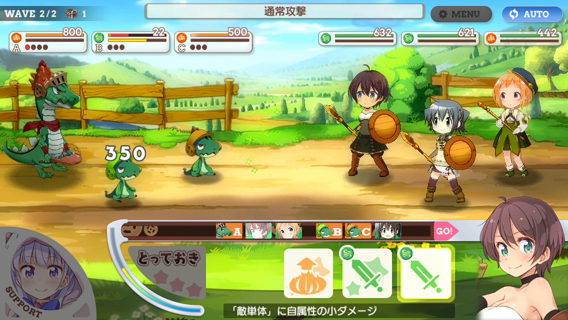 WAVE 2/2 1
通常攻撃
MENU
AUTO
A 800
B 22
C 500
632
621
442
350
A B C GO!
SUPPORT
とっておき
「敵単体」に自属性の小ダメージ